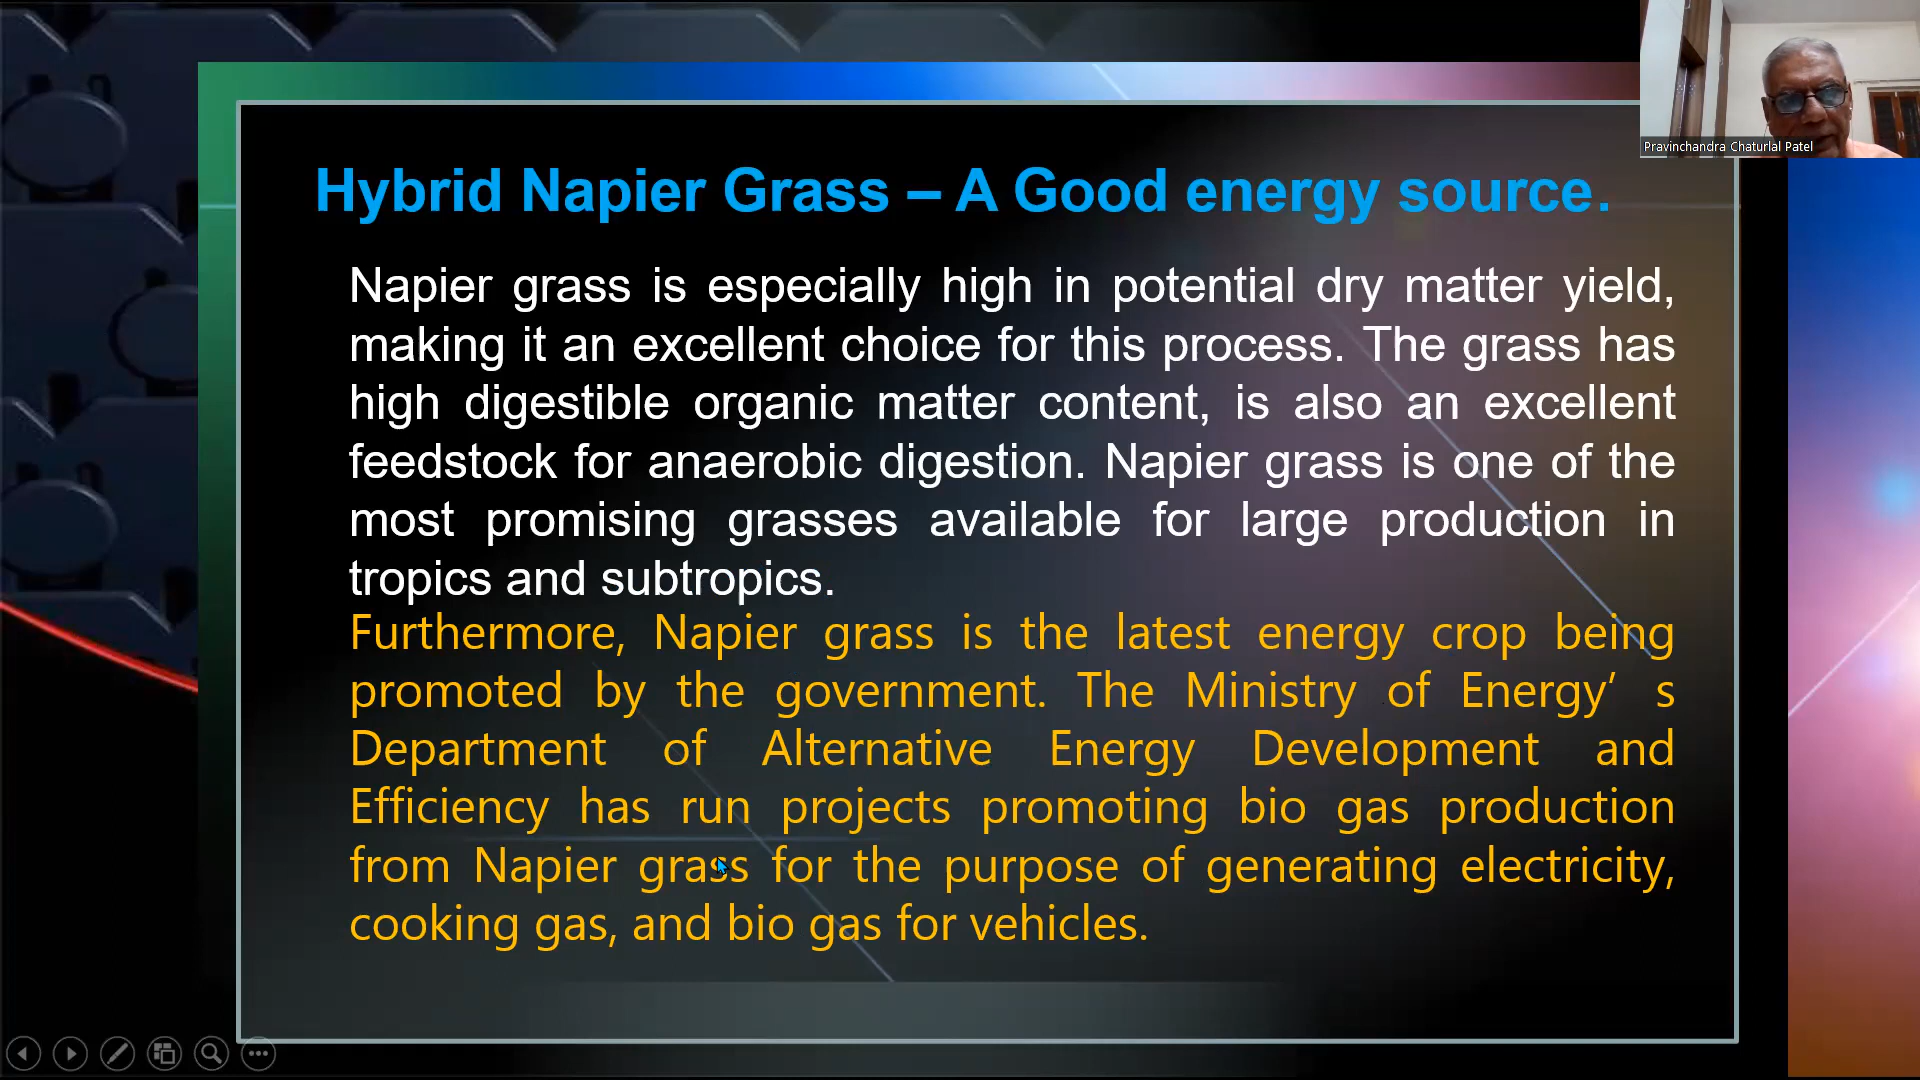 Pravinchandra Chaturlal Patel
Hybrid Napier Grass – A Good energy source.
Napier grass is especially high in potential dry matter yield,
making it an excellent choice for this process. The grass has
high digestible organic matter content, is also an excellent
feedstock for anaerobic digestion. Napier grass is one of the
most promising grasses available for large production in
tropics and subtropics.
Furthermore, Napier grass is the latest energy crop being
promoted by the government. The Ministry of Energy’ s
Department of Alternative Energy Development and
Efficiency has run projects promoting bio gas production
from Napier grass for the purpose of generating electricity,
cooking gas, and bio gas for vehicles.